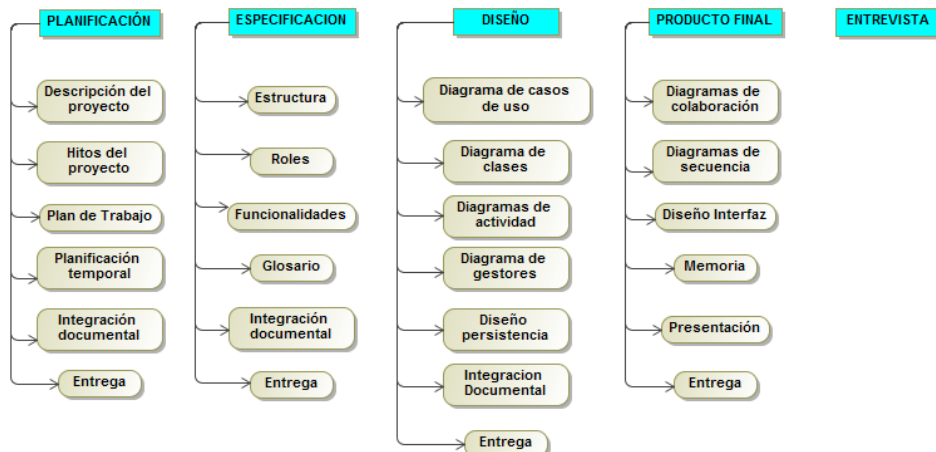 PLANIFICACIÓN
Descripción del
proyecto
Hitos del
proyecto
Plan de Trabajo
Planificación
temporal
Integración
documental
Entrega
ESPECIFICACION
Estructura
Roles
Funcionalidades
Glosario
Integración
documental
Entrega
DISEÑO
Diagrama de casos
de uso
Diagrama de
clases
Diagramas de
actividad
Diagrama de
gestores
Diseño
persistencia
Integracion
Documental
Entrega
PRODUCTO FINAL
Diagramas de
colaboración
Diagramas de
secuencia
Diseño Interfaz
Memoria
Presentación
Entrega
ENTREVISTA